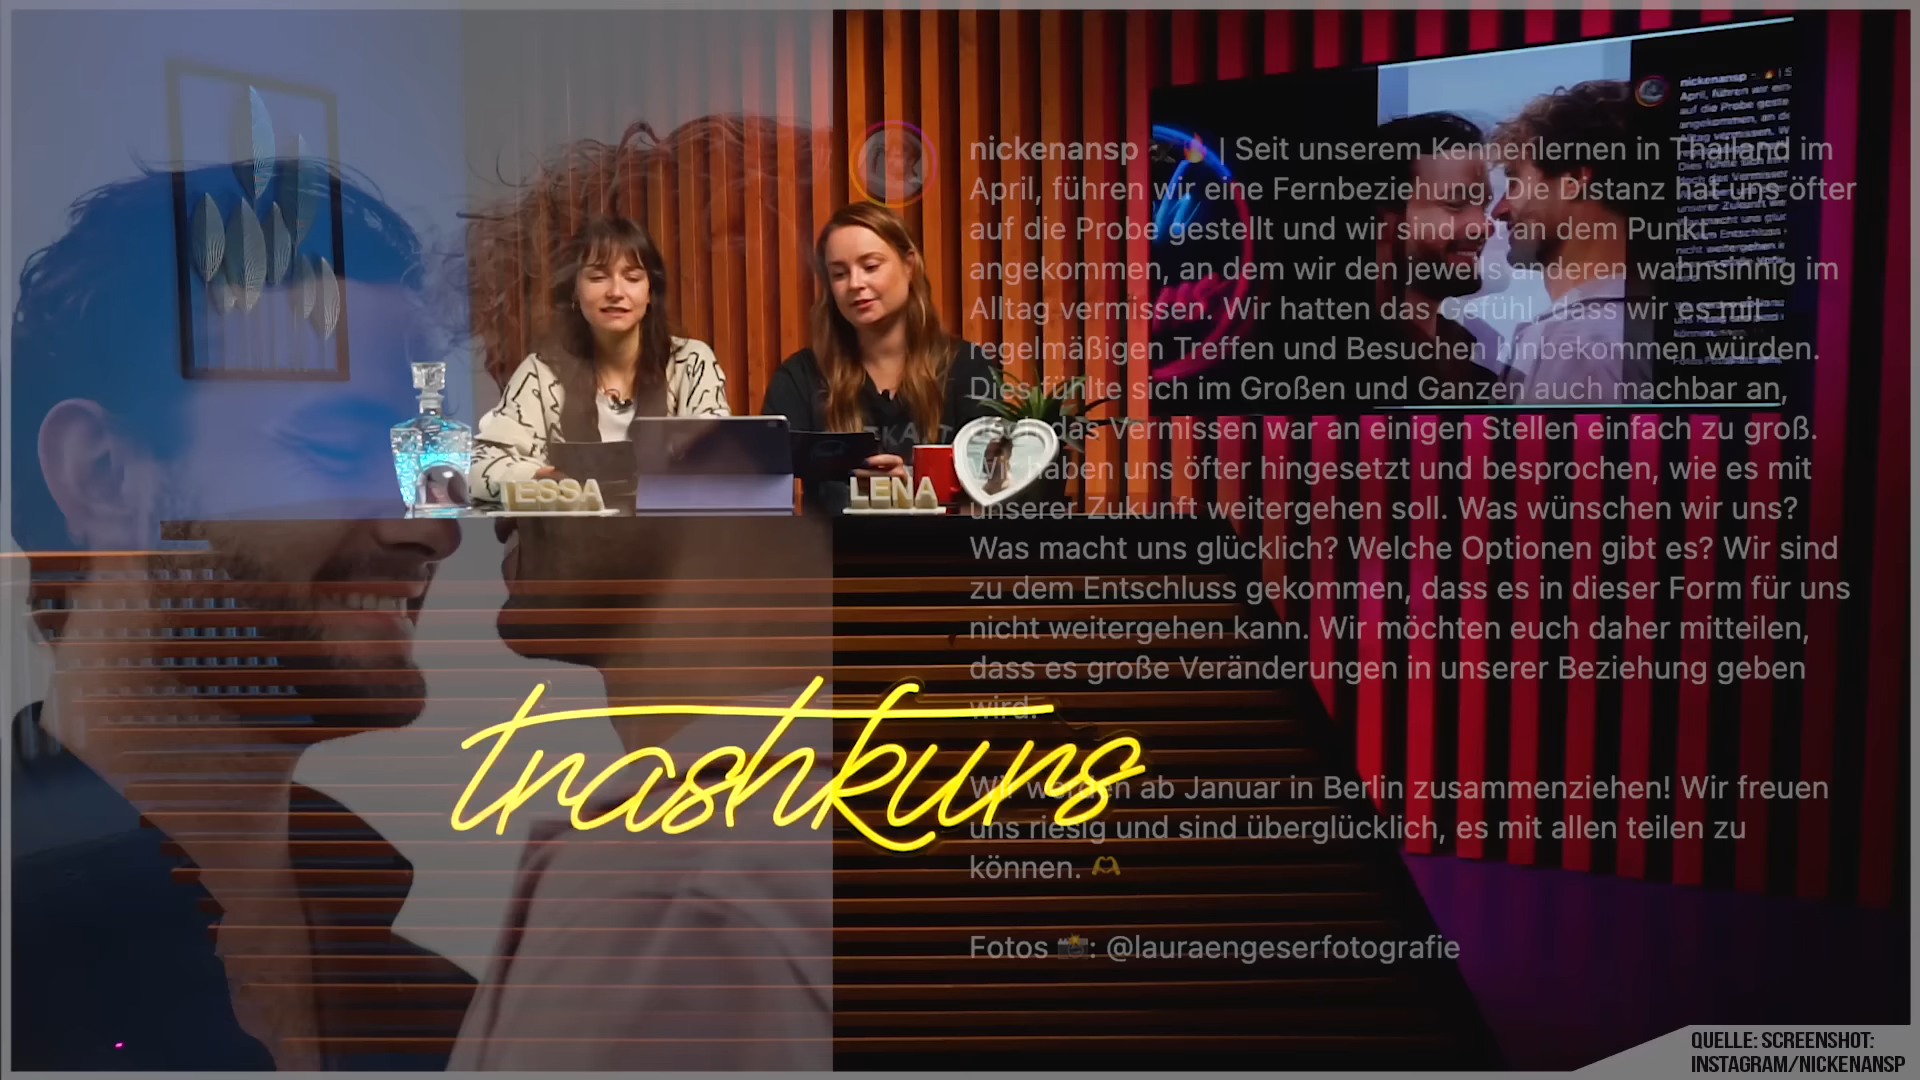 nickenansp 🔥 | Seit unserem Kennenlernen in Thailand im
April, führen wir eine Fernbeziehung. Die Distanz hat uns öfter
auf die Probe gestellt und wir sind oft an dem Punkt
angekommen, an dem wir den jeweils anderen wahnsinnig im
Alltag vermissen. Wir hatten das Gefühl, dass wir es mit
regelmäßigen Treffen und Besuchen hinbekommen würden.
Dies fühlte sich im Großen und Ganzen auch machbar an,
doch das Vermissen war an einigen Stellen einfach zu groß.
Wir haben uns öfter hingesetzt und besprochen, wie es mit
unserer Zukunft weitergehen soll. Was wünschen wir uns?
Was macht uns glücklich? Welche Optionen gibt es? Wir sind
zu dem Entschluss gekommen, dass es in dieser Form für uns
nicht weitergehen kann. Wir möchten euch daher mitteilen,
dass es große Veränderungen in unserer Beziehung geben
wird.
Wir werden ab Januar in Berlin zusammenziehen! Wir freuen
uns riesig und sind überglücklich, es mit allen teilen zu
können. 🫶
Fotos 📸: @lauraengeserfotografie
TESSA
LENA
trashkurs
QUELLE: SCREENSHOT:
INSTAGRAM/NICKENANSP